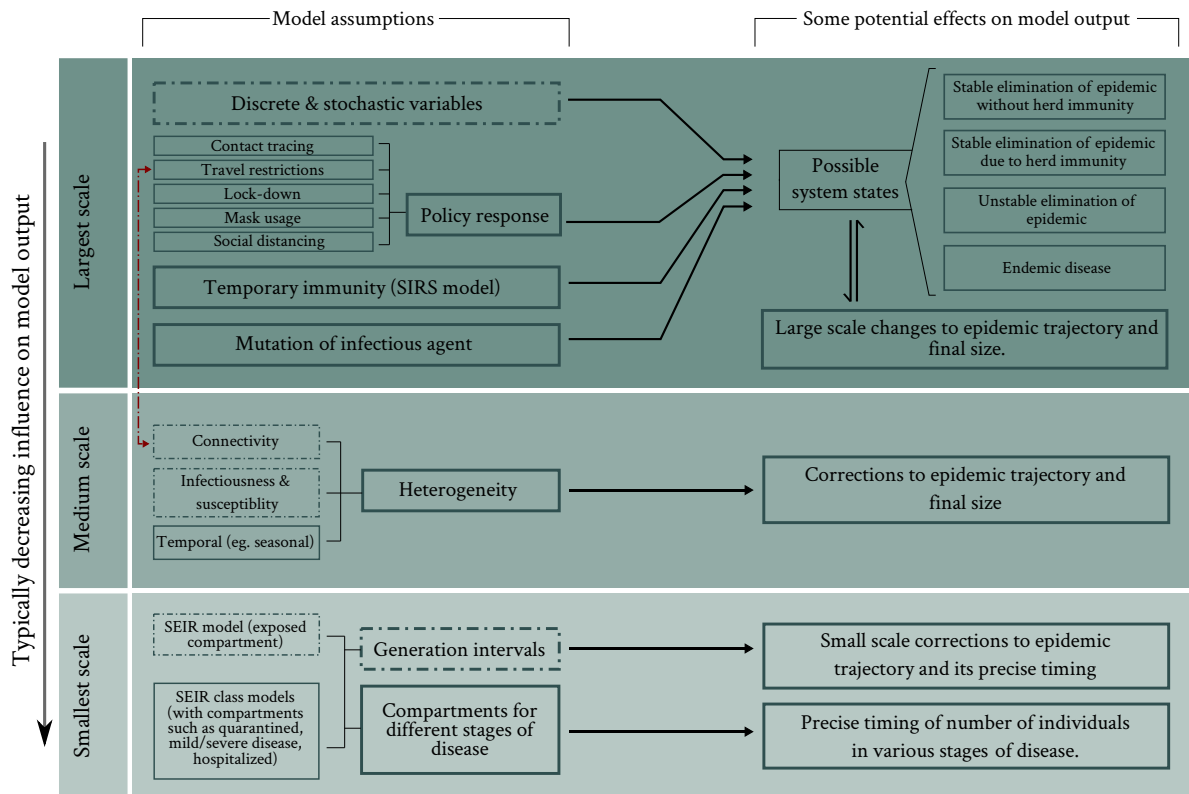 Model assumptions
Some potential effects on model output
Typically decreasing influence on model output
Largest scale
Discrete & stochastic variables
Contact tracing
Travel restrictions
Lock-down
Mask usage
Social distancing
Policy response
Temporary immunity (SIRS model)
Mutation of infectious agent
Possible
system states
Stable elimination of epidemic
without herd immunity
Stable elimination of epidemic
due to herd immunity
Unstable elimination of
epidemic
Endemic disease
Large scale changes to epidemic trajectory and
final size.
Medium scale
Connectivity
Infectiousness &
susceptiblity
Temporal (eg. seasonal)
Heterogeneity
Corrections to epidemic trajectory and
final size
Smallest scale
SEIR model (exposed
compartment)
Generation intervals
SEIR class models
(with compartments
such as quarantined,
mild/severe disease,
hospitalized)
Compartments for
different stages of
disease
Small scale corrections to epidemic
trajectory and its precise timing
Precise timing of number of individuals
in various stages of disease.